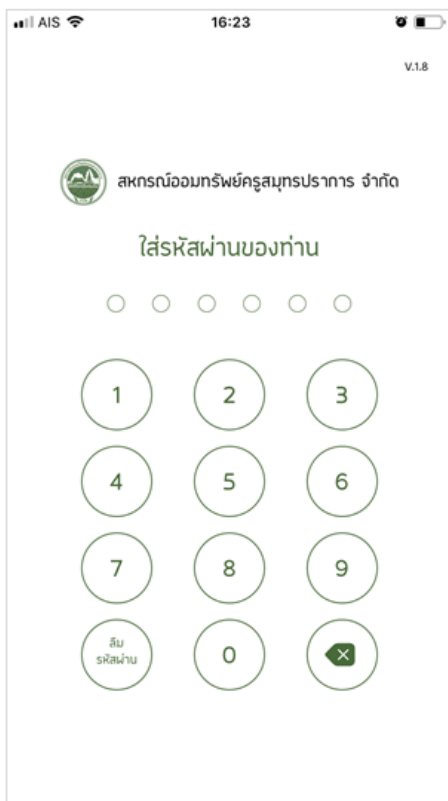 AIS 16:23
V.1.8
สหกรณ์ออมทรัพย์ครูสมุทรปราการ จำกัด
ใส่รหัสผ่านของท่าน
1 2 3
4 5 6
7 8 9
ลืม
รหัสผ่าน 0